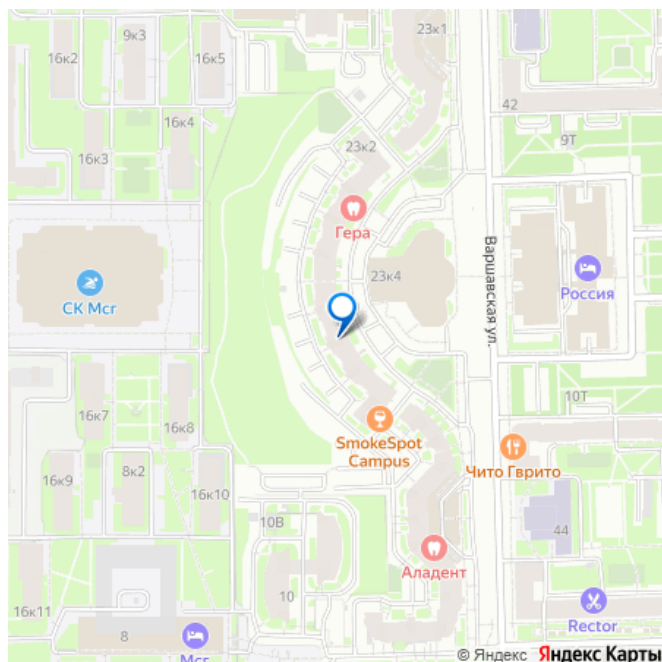 23к1
9к3
16к2
16к5
42
16к4
9Т
23к2
16к3
Гера
Варшавская ул.
23к4
Россия
СК Мсг
10Т
16к7
16к8
SmokeSpot
Campus
Чито Гврито
8к2
16к9
16к10
10В
44
Аладент
10
16к11
Rector
8
Мсг
© Яндекс Яндекс Карты